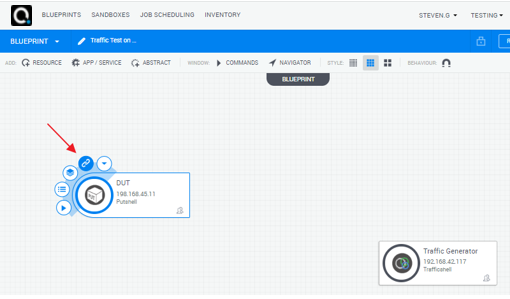 BLUEPRINTS SANDBOXES JOB SCHEDULING INVENTORY STEVEN.G TESTING
BLUEPRINT Traffic Test on ...
ADD: RESOURCE APP / SERVICE ABSTRACT WINDOW: COMMANDS NAVIGATOR STYLE: BEHAVIOUR:
BLUEPRINT
DUT
198.168.45.11
Putshell
Traffic Generator
192.168.42.117
Trafficshell